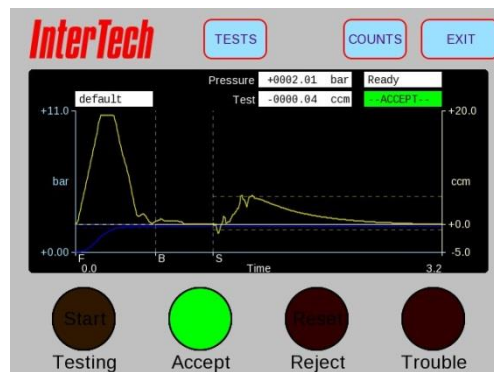 InterTech
TESTS
COUNTS
EXIT
Pressure +0002.01 bar Ready
default
Test -0000.04 ccm --ACCEPT--
+11.0
+20.0
bar
ccm
+0.0
+0.00
-5.0
F B S
0.0 Time 3.2
Start
Reset
Testing Accept Reject Trouble